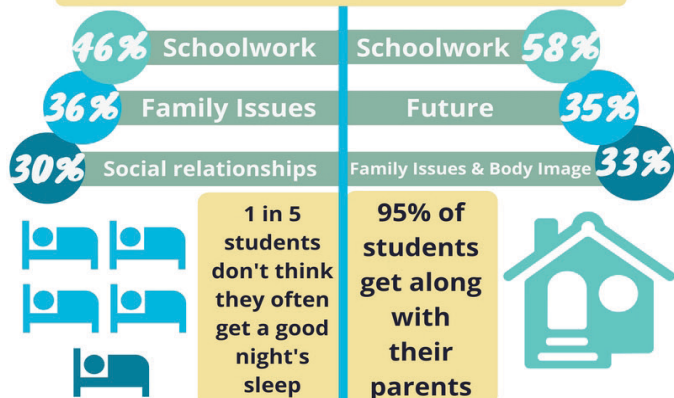 46% Schoolwork
36% Family Issues
30% Social relationships
Schoolwork 58%
Future 35%
Family Issues & Body Image 33%
1 in 5
students
don't think
they often
get a good
night's
sleep
95% of
students
get along
with
their
parents